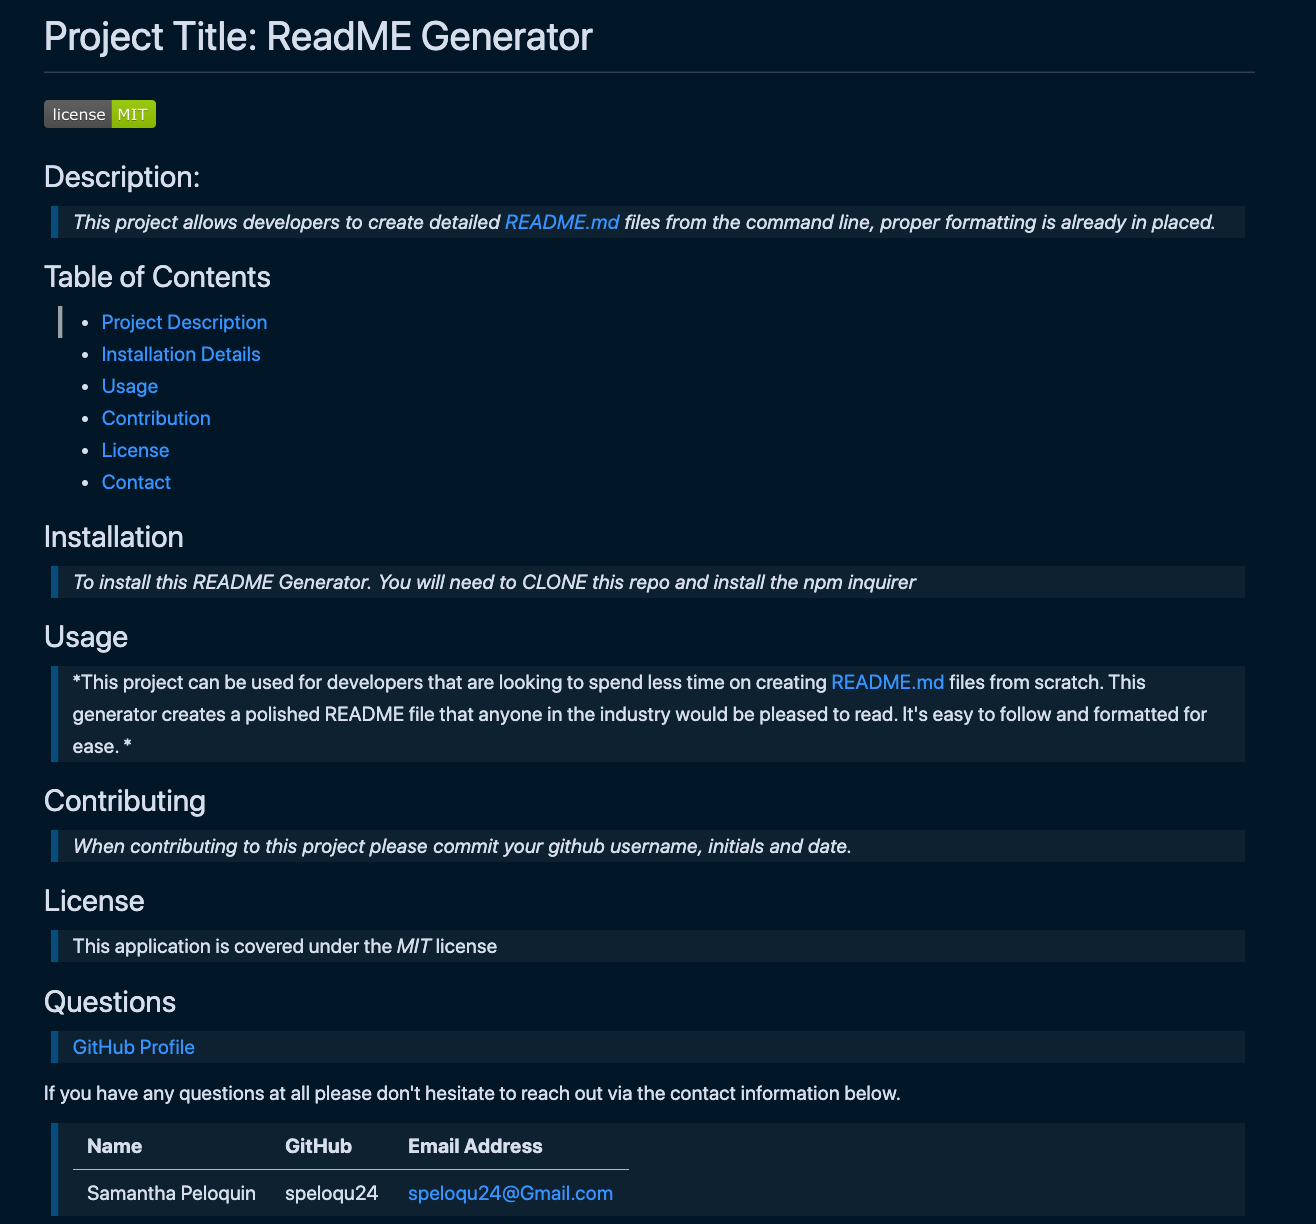 Project Title: ReadME Generator
license MIT
Description:
This project allows developers to create detailed README.md files from the command line, proper formatting is already in placed.
Table of Contents
• Project Description
• Installation Details
• Usage
• Contribution
• License
• Contact
Installation
To install this README Generator. You will need to CLONE this repo and install the npm inquirer
Usage
*This project can be used for developers that are looking to spend less time on creating README.md files from scratch. This
generator creates a polished README file that anyone in the industry would be pleased to read. It's easy to follow and formatted for
ease. *
Contributing
When contributing to this project please commit your github username, initials and date.
License
This application is covered under the MIT license
Questions
GitHub Profile
If you have any questions at all please don't hesitate to reach out via the contact information below.
Name GitHub Email Address
Samantha Peloquin speloqu24 speloqu24@Gmail.com